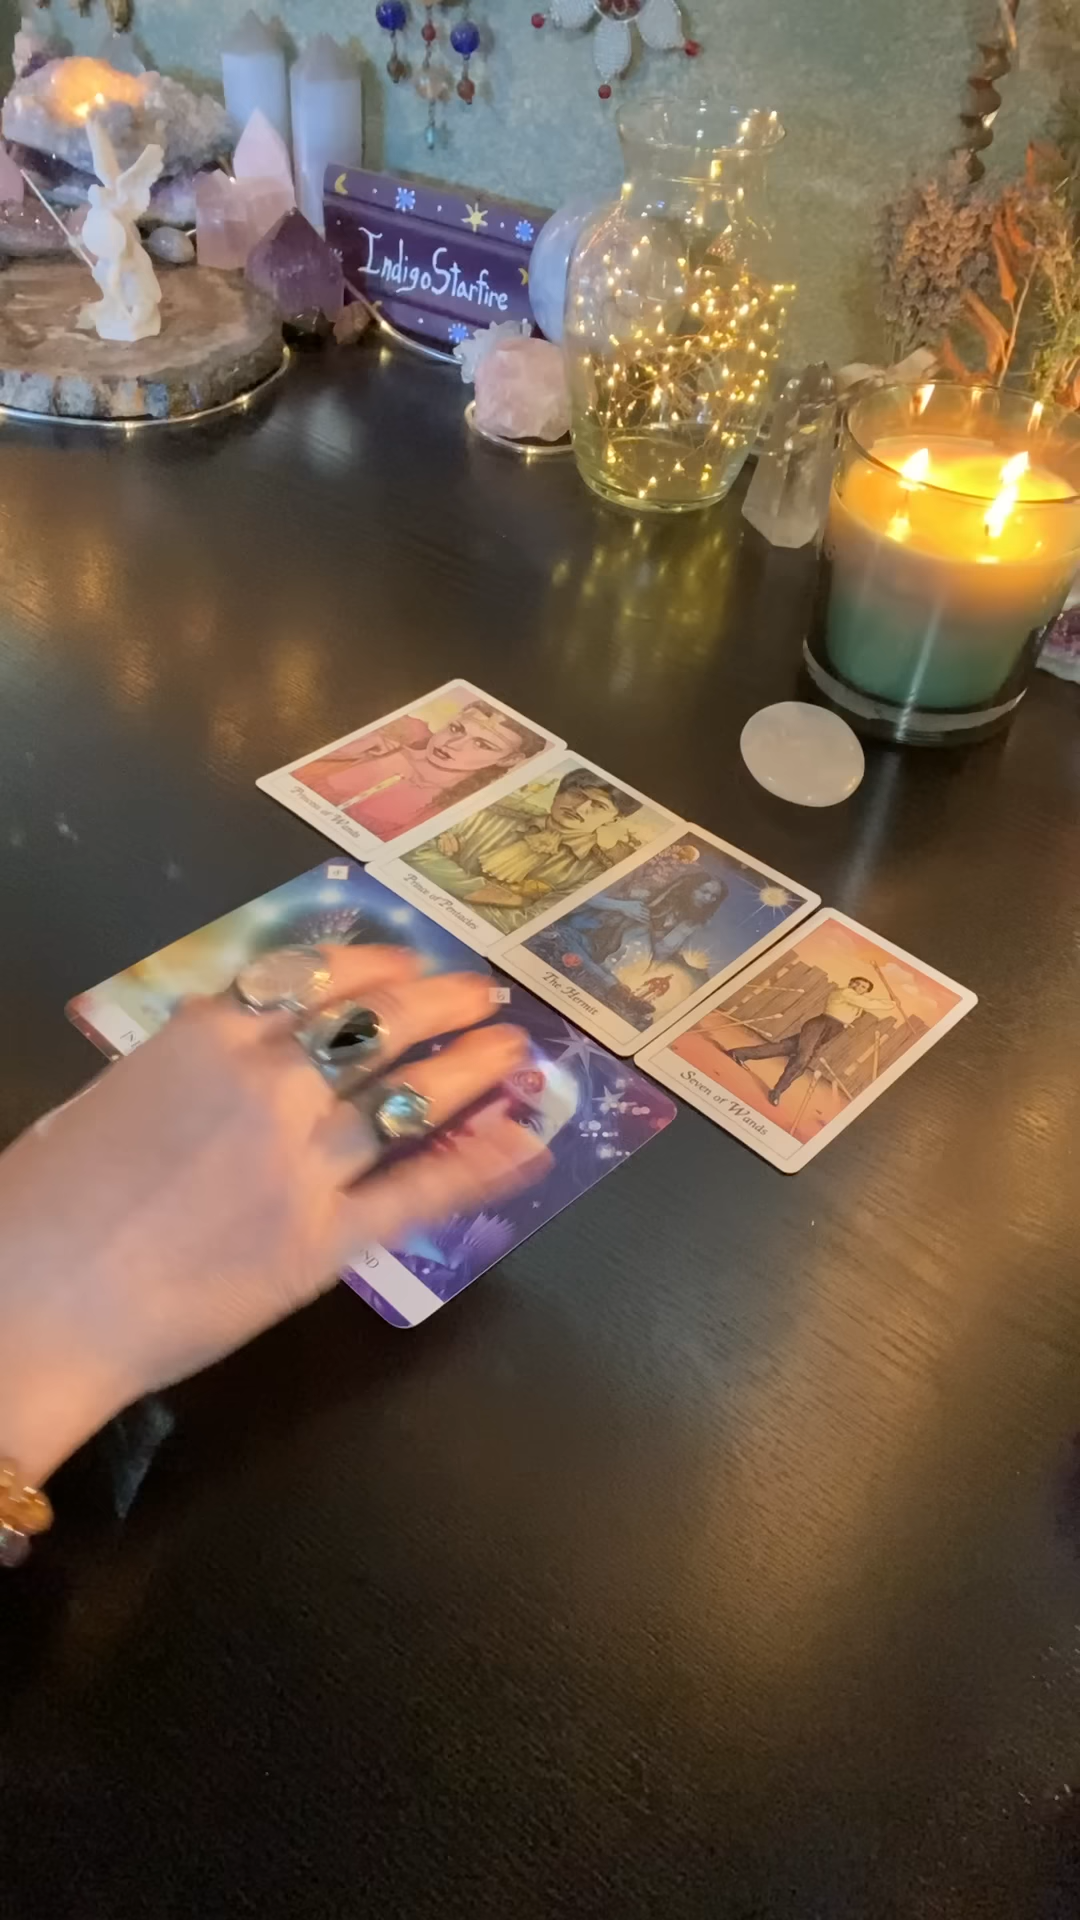 IndigoStarfire
Princess of Wands
Prince of Pentacles
The Hermit
Seven of Wands